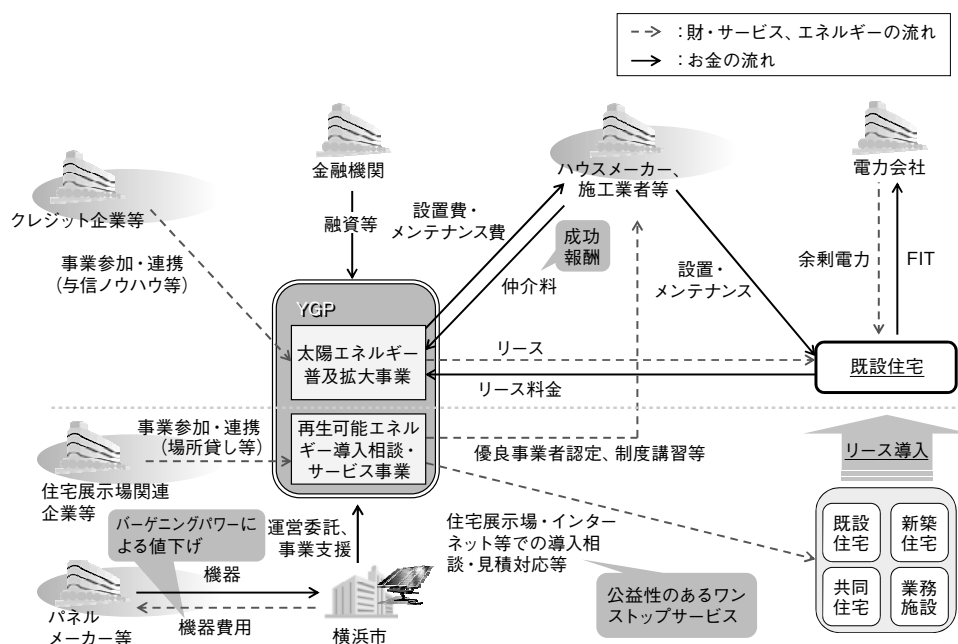 ：財・サービス、エネルギーの流れ
：お金の流れ
クレジット企業等
金融機関
ハウスメーカー、
施工業者等
電力会社
融資等
設置費・
メンテナンス費
成功
報酬
仲介料
設置・
メンテナンス
余剰電力
FIT
事業参加・連携
（与信ノウハウ等）
YGP
太陽エネルギー
普及拡大事業
リース
リース料金
既設住宅
事業参加・連携
（場所貸し等）
再生可能エネル
ギー導入相談・
サービス事業
優良事業者認定、制度講習等
リース導入
住宅展示場関連
企業等
バーゲニングパワーに
よる値下げ
運営委託、
事業支援
住宅展示場・インター
ネット等での導入相
談・見積対応等
既設
住宅
新築
住宅
共同
住宅
業務
施設
機器
機器費用
パネル
メーカー等
横浜市
公益性のあるワン
ストップサービス